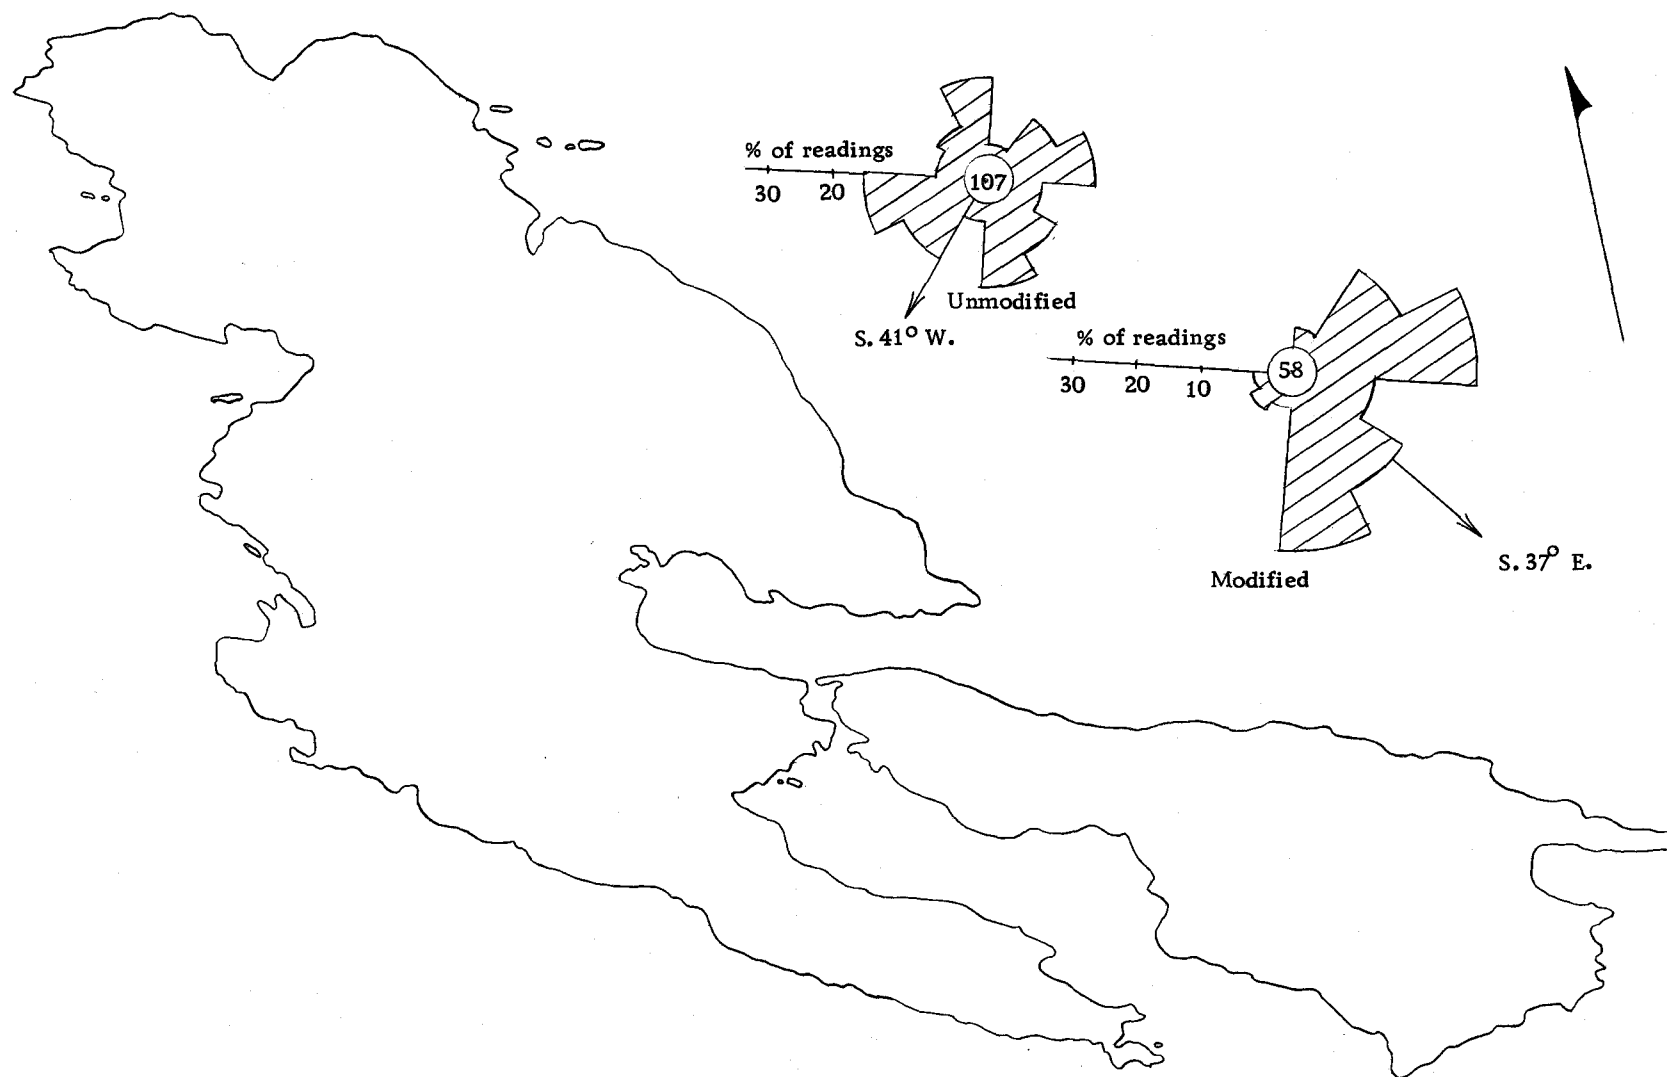 % of readings
30 20
107
Unmodified
S. 41° W.
% of readings
30 20 10
58
S. 37° E.
Modified